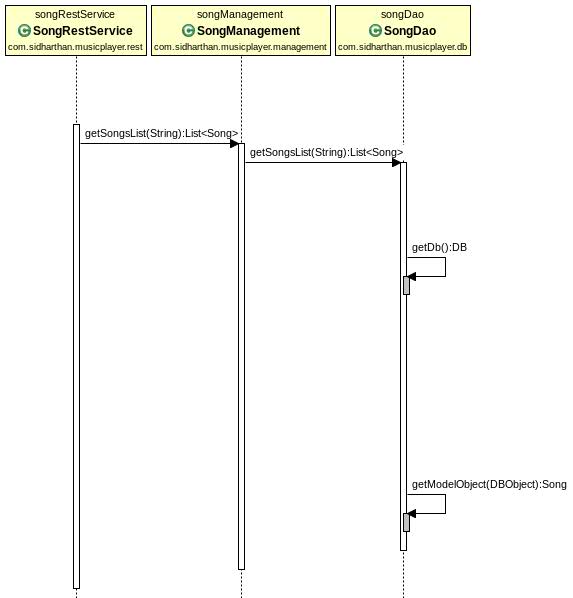 songRestService
SongRestService
com.sidharthan.musicplayer.rest
songManagement
SongManagement
com.sidharthan.musicplayer.management
songDao
SongDao
com.sidharthan.musicplayer.db
getSongsList(String):List<Song>
getSongsList(String):List<Song>
getDb():DB
getModelObject(DBObject):Song